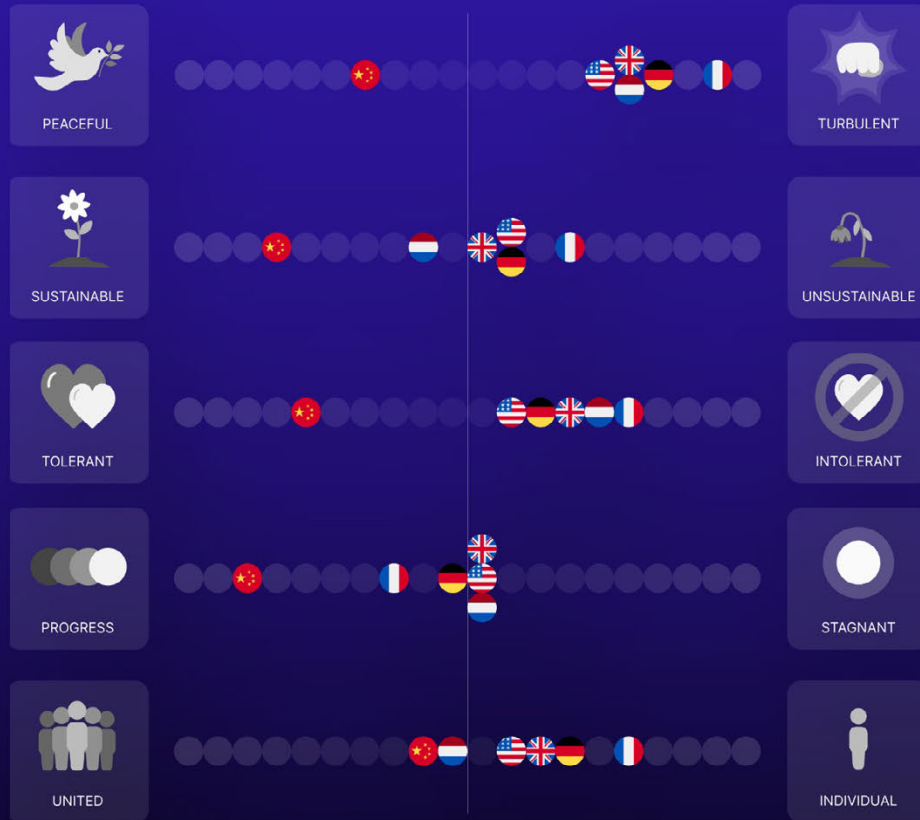 PEACEFUL
TURBULENT
SUSTAINABLE
UNSUSTAINABLE
TOLERANT
INTOLERANT
PROGRESS
STAGNANT
UNITED
INDIVIDUAL